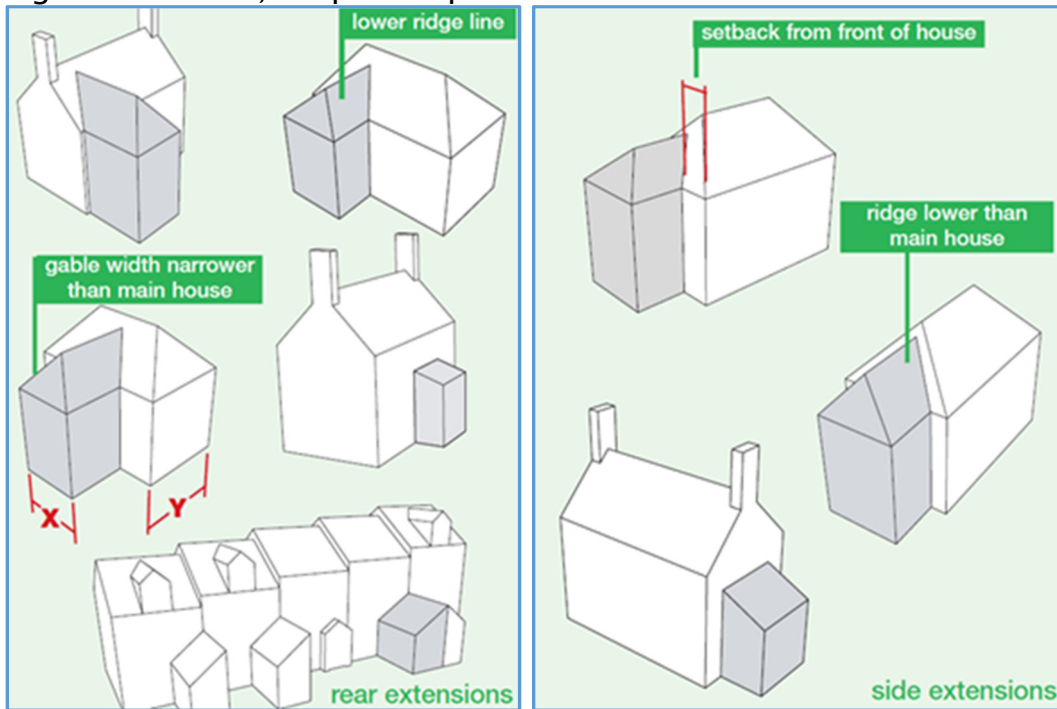 lower ridge line
gable width narrower
than main house
X
Y
rear extensions
setback from front of house
ridge lower than
main house
side extensions